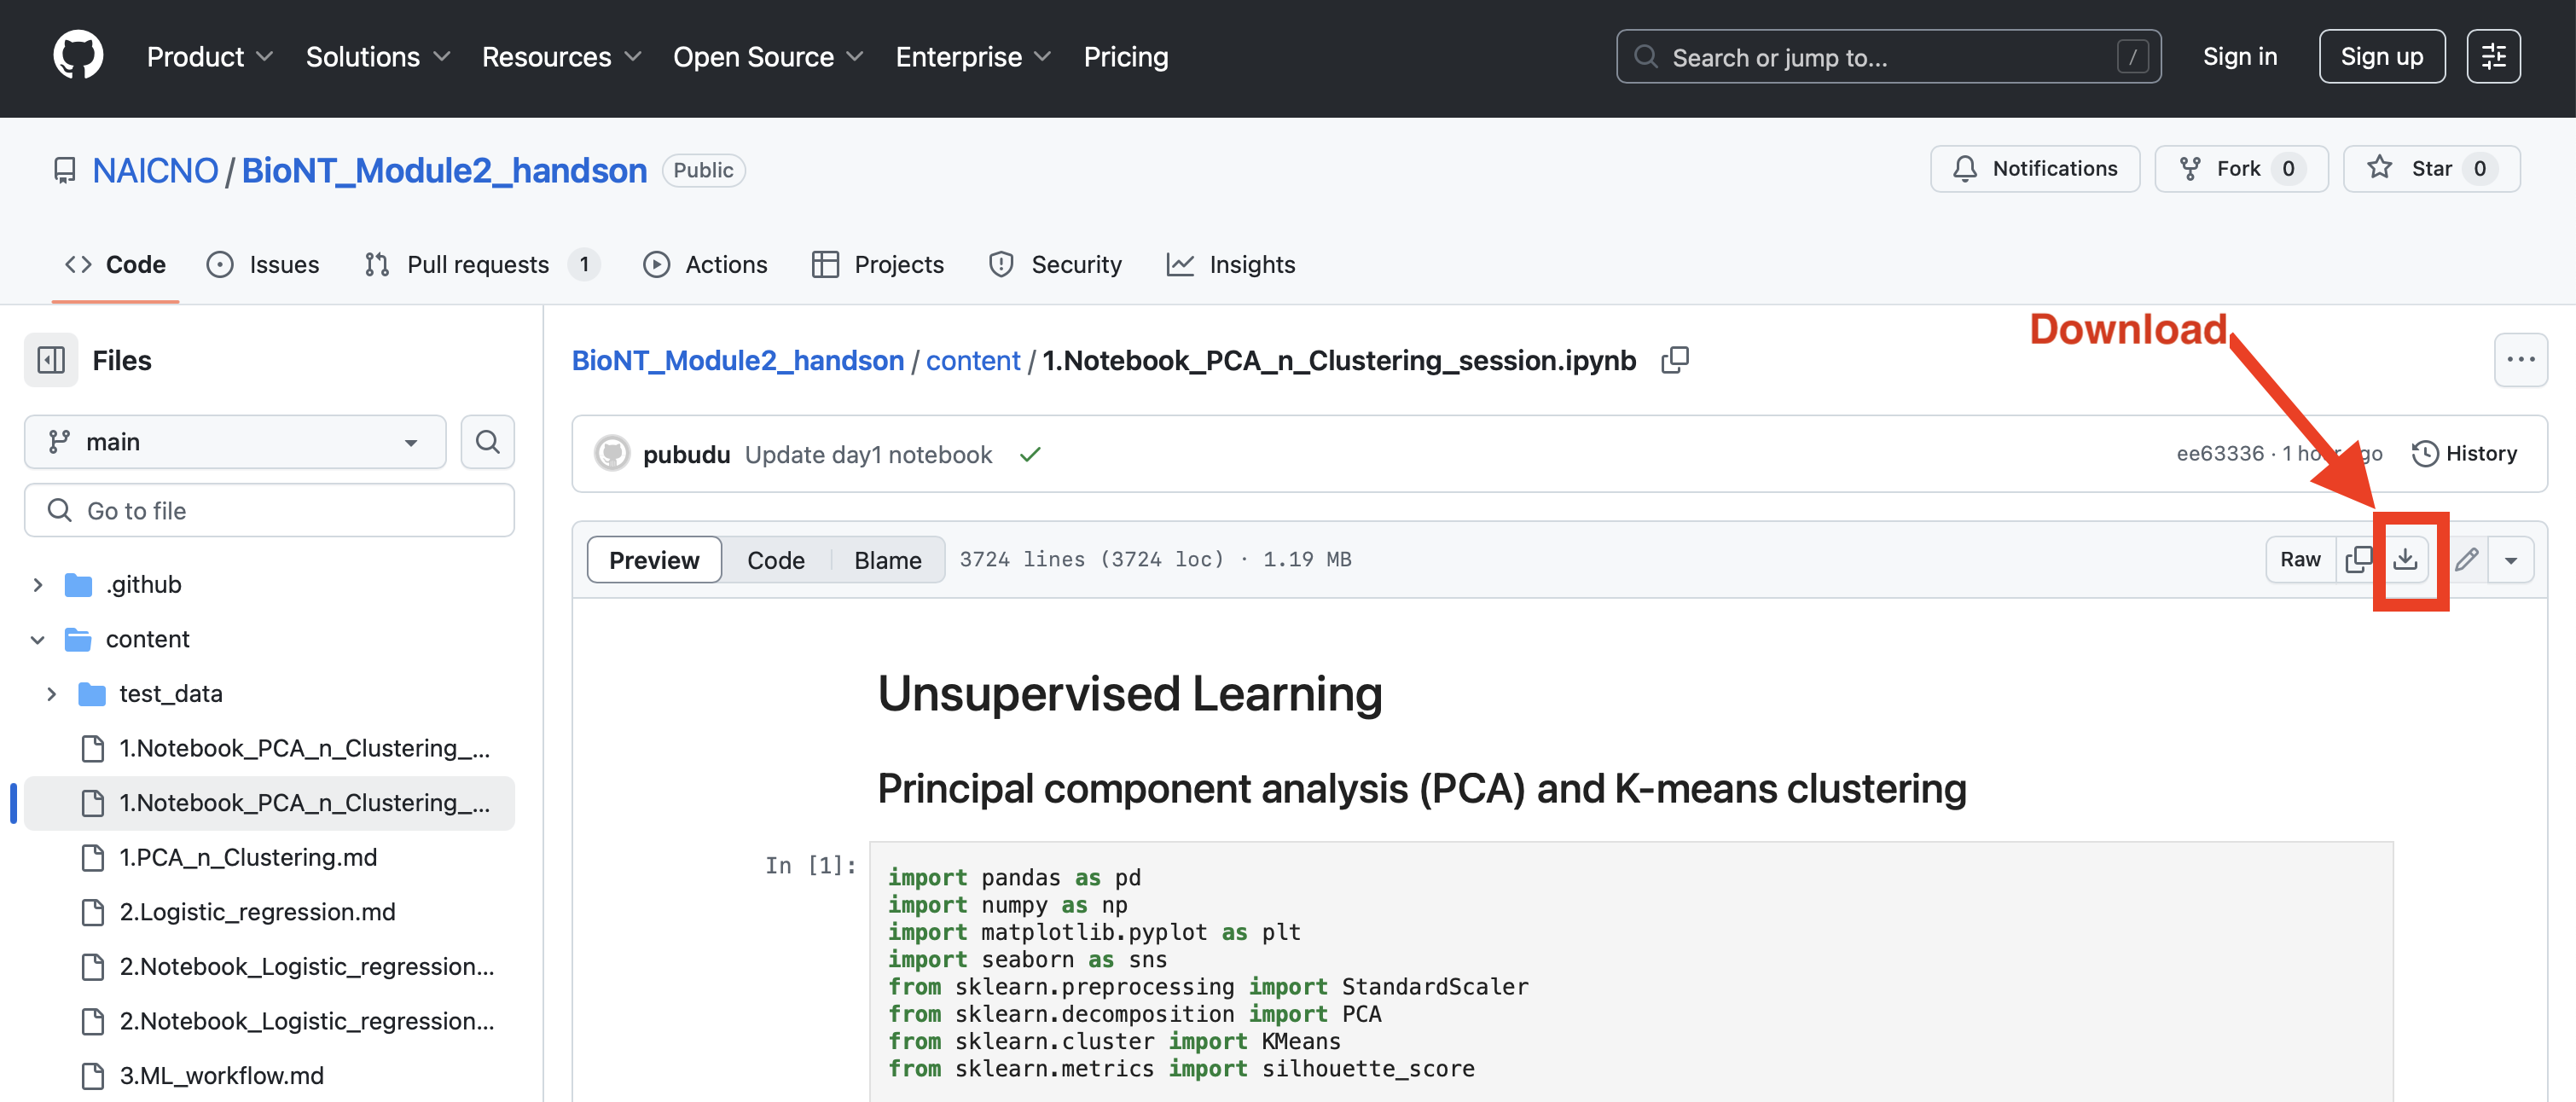 Product Solutions Resources Open Source Enterprise Pricing Search or jump to... / Sign in Sign up
NAICNO / BioNT_Module2_handson Public Notifications Fork 0 Star 0
Code Issues Pull requests 1 Actions Projects Security Insights
Files
main
Go to file
.github
content
test_data
1.Notebook_PCA_n_Clustering_...
1.Notebook_PCA_n_Clustering_...
1.PCA_n_Clustering.md
2.Logistic_regression.md
2.Notebook_Logistic_regression...
2.Notebook_Logistic_regression...
3.ML_workflow.md
Download
BioNT_Module2_handson / content / 1.Notebook_PCA_n_Clustering_session.ipynb
pubudu Update day1 notebook ee63336 · 1 History
Preview Code Blame 3724 lines (3724 loc) · 1.19 MB Raw
Unsupervised Learning
Principal component analysis (PCA) and K-means clustering
In [1]:
import pandas as pd
import numpy as np
import matplotlib.pyplot as plt
import seaborn as sns
from sklearn.preprocessing import StandardScaler
from sklearn.decomposition import PCA
from sklearn.cluster import KMeans
from sklearn.metrics import silhouette_score